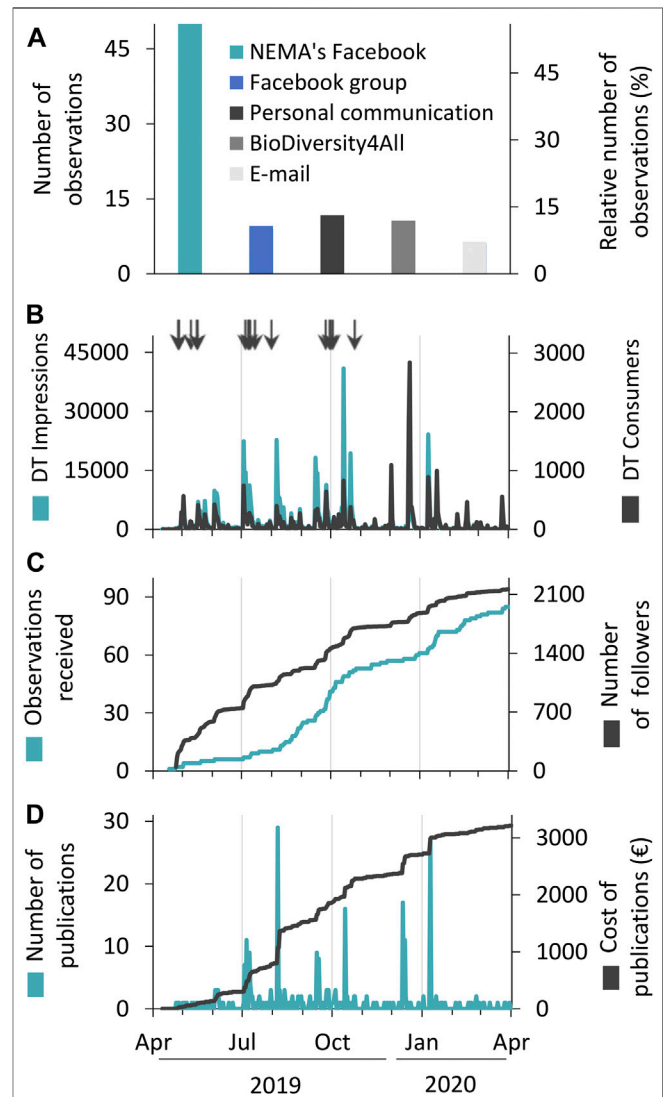 A
Number of
observations
45
30
15
0
NEMA's Facebook
Facebook group
Personal communication
BioDiversity4All
E-mail
45
30
15
0
Relative number of
observations (%)
B
DT Impressions
45000
30000
15000
0
3000
2000
1000
0
DT Consumers
C
Observations
received
90
60
30
0
2100
1400
700
0
Number
of followers
D
Number of
publications
30
20
10
0
3000
2000
1000
0
Cost of
publications (€)
Apr Jul Oct Jan Apr
2019 2020